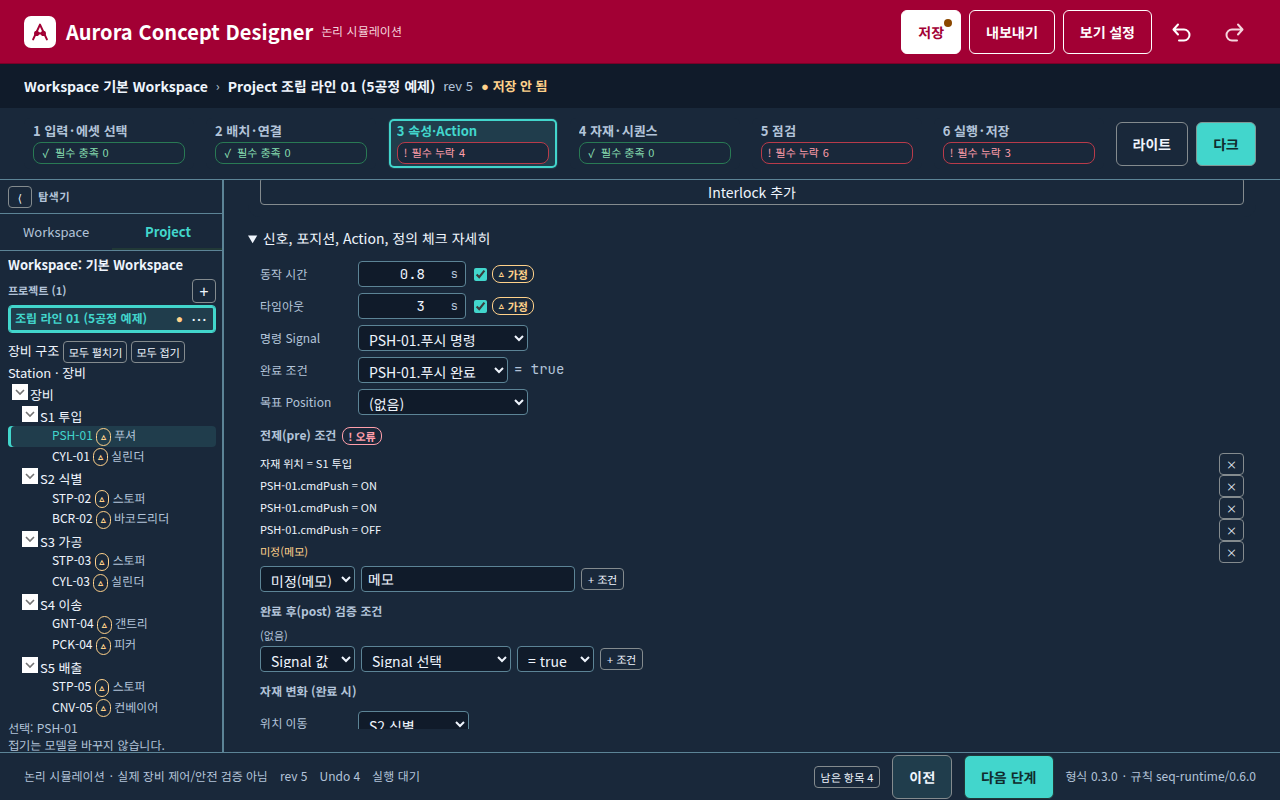 Aurora Concept Designer 논리 시뮬레이션
저장 내보내기 보기 설정
Workspace 기본 Workspace › Project 조립 라인 01 (5공정 예제) rev 5 ● 저장 안 됨
1 입력·에셋 선택
✓ 필수 충족 0
2 배치·연결
✓ 필수 충족 0
3 속성·Action
! 필수 누락 4
4 자재·시퀀스
✓ 필수 충족 0
5 점검
! 필수 누락 6
6 실행·저장
! 필수 누락 3
라이트 다크
⟨ 탐색기
Workspace Project
Workspace: 기본 Workspace
프로젝트 (1) +
조립 라인 01 (5공정 예제) ● ···
장비 구조 모두 펼치기 모두 접기
Station · 장비
장비
S1 투입
PSH-01 △ 푸셔
CYL-01 △ 실린더
S2 식별
STP-02 △ 스토퍼
BCR-02 △ 바코드리더
S3 가공
STP-03 △ 스토퍼
CYL-03 △ 실린더
S4 이송
GNT-04 △ 갠트리
PCK-04 △ 피커
S5 배출
STP-05 △ 스토퍼
CNV-05 △ 컨베이어
선택: PSH-01
접기는 모델을 바꾸지 않습니다.
Interlock 추가
▼ 신호, 포지션, Action, 정의 체크 자세히
동작 시간 0.8 s △ 가정
타임아웃 3 s △ 가정
명령 Signal PSH-01.푸시 명령
완료 조건 PSH-01.푸시 완료 = true
목표 Position (없음)
전제(pre) 조건 ! 오류
자재 위치 = S1 투입 ×
PSH-01.cmdPush = ON ×
PSH-01.cmdPush = ON ×
PSH-01.cmdPush = OFF ×
미정(메모) ×
미정(메모) 메모 + 조건
완료 후(post) 검증 조건
(없음)
Signal 값 Signal 선택 = true + 조건
자재 변화 (완료 시)
위치 이동 S2 식별
논리 시뮬레이션 · 실제 장비 제어/안전 검증 아님 rev 5 Undo 4 실행 대기
남은 항목 4 이전 다음 단계 형식 0.3.0 · 규칙 seq-runtime/0.6.0